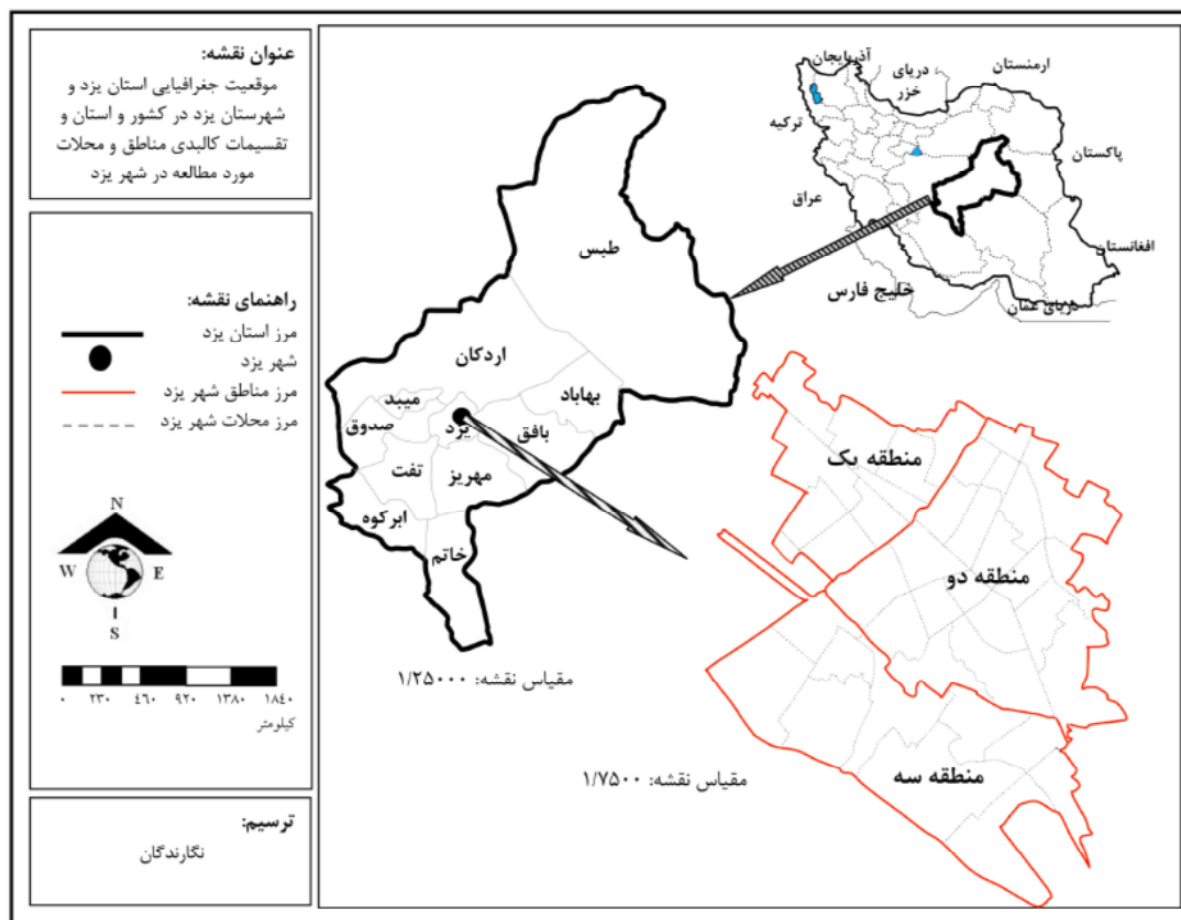 عنوان نقشه:
موقعیت جغرافیایی استان یزد و
شهرستان یزد در کشور و استان و
تقسیمات کالبدی مناطق و محلات
مورد مطالعه در شهر یزد
راهنمای نقشه:
مرز استان یزد
شهر یزد
مرز مناطق شهر یزد
مرز محلات شهر یزد
N
W E
S
۰ ۲۳۰ ٤٦۰ ۹۲۰ ۱۳۸۰ ۱۸٤۰
کیلومتر
ترسیم:
نگارندگان
آذربایجان
دریای
خزر
ارمنستان
ترکیه
پاکستان
عراق
افغانستان
خلیج فارس
دریای عمان
طبس
اردکان
بهاباد
میبد
صدوق
یزد
بافق
تفت
مهریز
ابرکوه
خاتم
مقیاس نقشه: ۱/۲۵۰۰۰
منطقه یک
منطقه دو
منطقه سه
مقیاس نقشه: ۱/۷۵۰۰